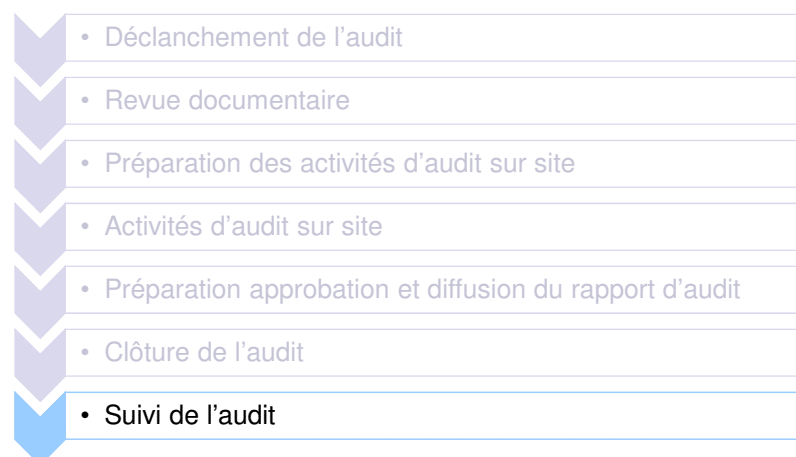 • Déclanchement de l'audit
• Revue documentaire
• Préparation des activités d'audit sur site
• Activités d'audit sur site
• Préparation approbation et diffusion du rapport d'audit
• Clôture de l'audit
• Suivi de l'audit